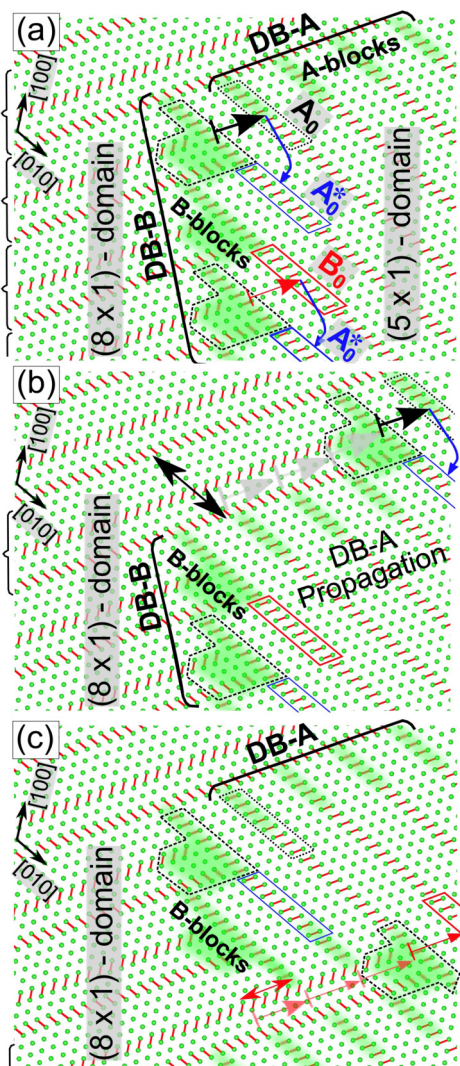 (a)
DB-A
A-blocks
[100]
[010]
A₀
A₀*
(8 x 1) - domain
DB-B
B-blocks
B₀
A₀*
(5 x 1) - domain
(b)
[100]
[010]
(8 x 1) - domain
DB-B
B-blocks
DB-A
Propagation
(c)
DB-A
[100]
[010]
(8 x 1) - domain
B-blocks